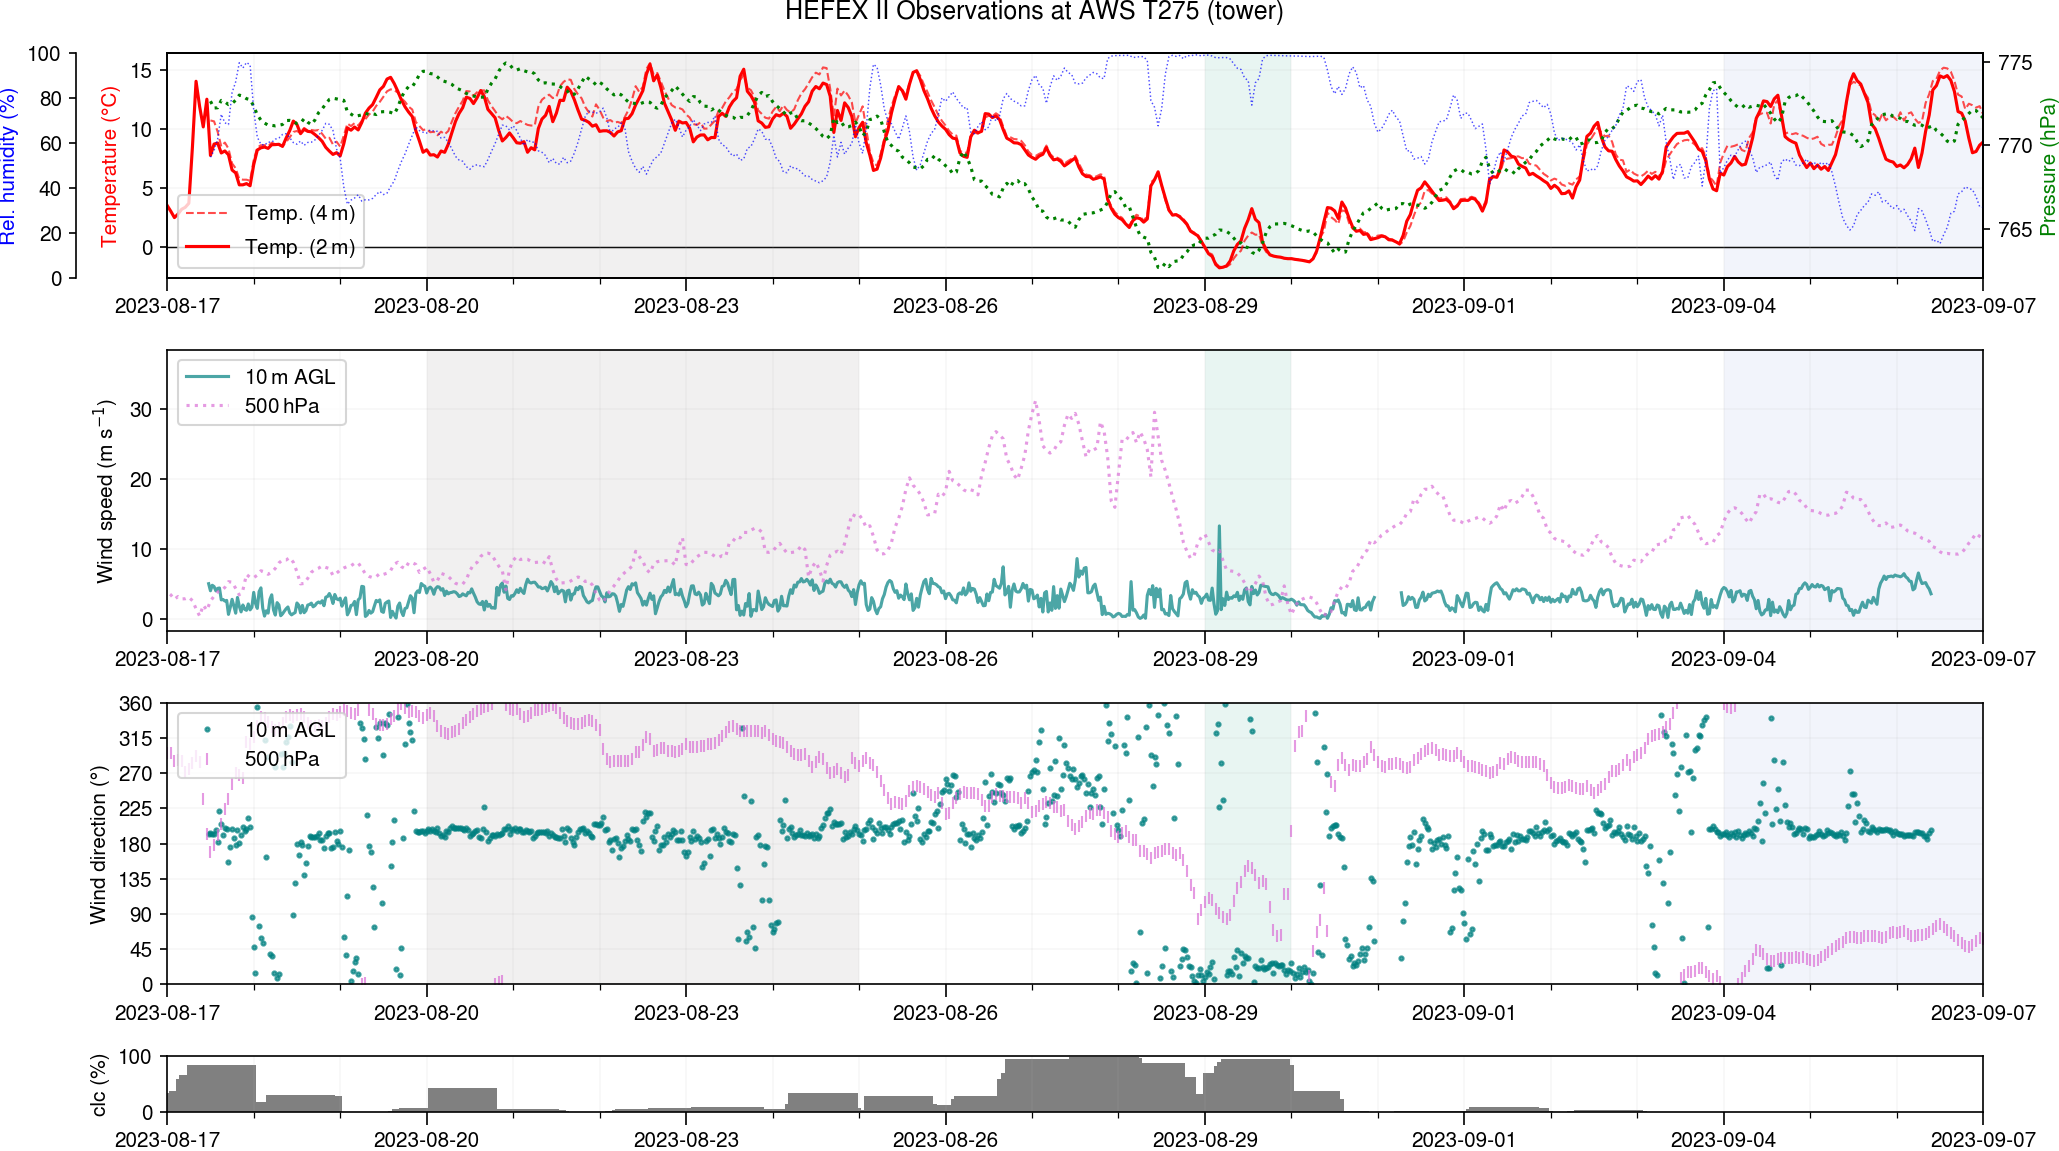 HEFEX II Observations at AWS T275 (tower)
Rel. humidity (%)
100
80
60
40
20
0
Temperature (°C)
15
10
5
0
Temp. (4 m)
Temp. (2 m)
775
770
765
Pressure (hPa)
2023-08-17 2023-08-20 2023-08-23 2023-08-26 2023-08-29 2023-09-01 2023-09-04 2023-09-07
Wind speed (m s⁻¹)
30
20
10
0
10 m AGL
500 hPa
2023-08-17 2023-08-20 2023-08-23 2023-08-26 2023-08-29 2023-09-01 2023-09-04 2023-09-07
Wind direction (°)
360
315
270
225
180
135
90
45
0
10 m AGL
500 hPa
2023-08-17 2023-08-20 2023-08-23 2023-08-26 2023-08-29 2023-09-01 2023-09-04 2023-09-07
clc (%)
100
0
2023-08-17 2023-08-20 2023-08-23 2023-08-26 2023-08-29 2023-09-01 2023-09-04 2023-09-07